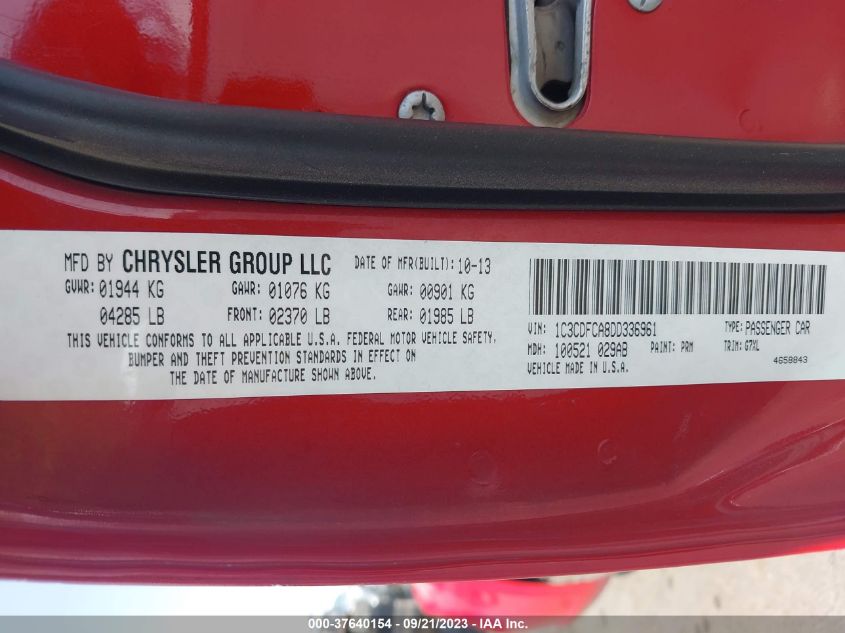 MFD BY CHRYSLER GROUP LLC DATE OF MFR(BUILT): 10-13
GVWR: 01944 KG GAWR: 01076 KG GAWR: 00901 KG
04285 LB FRONT: 02370 LB REAR: 01985 LB
THIS VEHICLE CONFORMS TO ALL APPLICABLE U.S.A. FEDERAL MOTOR VEHICLE SAFETY,
BUMPER AND THEFT PREVENTION STANDARDS IN EFFECT ON
THE DATE OF MANUFACTURE SHOWN ABOVE.
VIN: 1C3CDFCA8DD336961 TYPE: PASSENGER CAR
MDH: 100521 029AB PAINT: PRM TRIM: G7XL
VEHICLE MADE IN U.S.A. 4658843
000-37640154 - 09/21/2023 - IAA Inc.